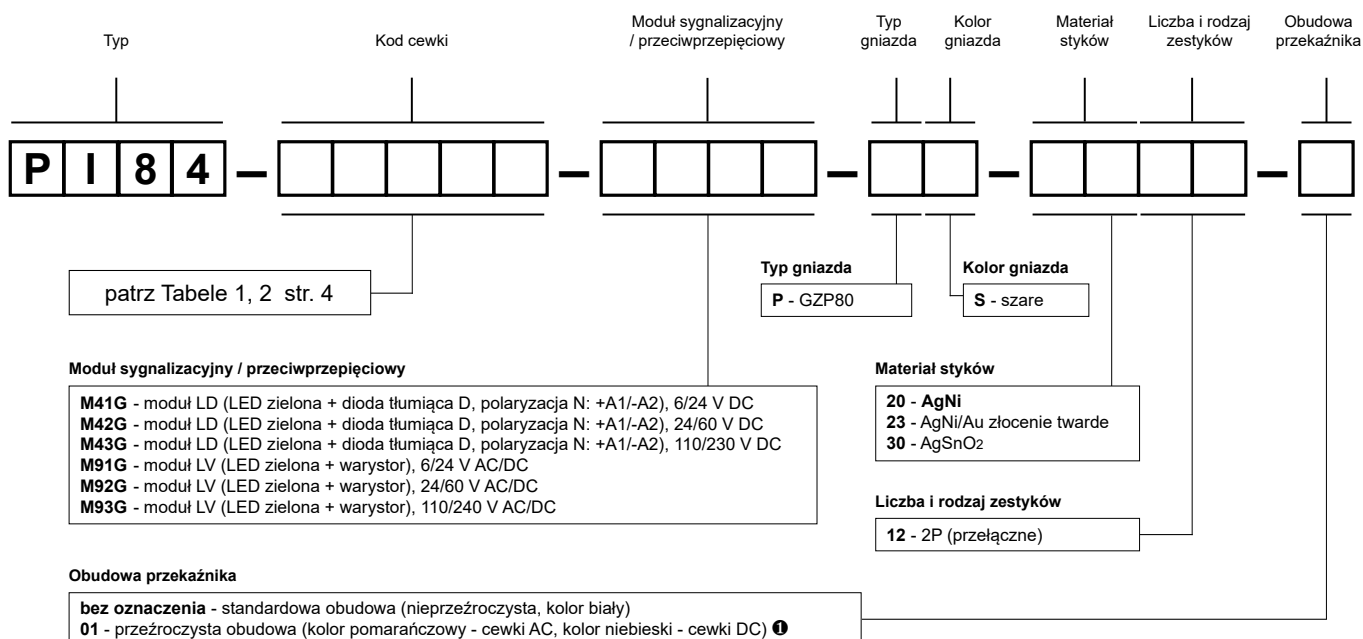 Typ
Kod cewki
Moduł sygnalizacyjny
/ przeciwprzepięciowy
Typ
gniazda
Kolor
gniazda
Materiał
styków
Liczba i rodzaj
zestyków
Obudowa
przekaźnika
P I 8 4 – – – – –
patrz Tabele 1, 2 str. 4
Typ gniazda
P - GZP80
Kolor gniazda
S - szare
Moduł sygnalizacyjny / przeciwprzepięciowy
M41G - moduł LD (LED zielona + dioda tłumiąca D, polaryzacja N: +A1/-A2), 6/24 V DC
M42G - moduł LD (LED zielona + dioda tłumiąca D, polaryzacja N: +A1/-A2), 24/60 V DC
M43G - moduł LD (LED zielona + dioda tłumiąca D, polaryzacja N: +A1/-A2), 110/230 V DC
M91G - moduł LV (LED zielona + warystor), 6/24 V AC/DC
M92G - moduł LV (LED zielona + warystor), 24/60 V AC/DC
M93G - moduł LV (LED zielona + warystor), 110/240 V AC/DC
Materiał styków
20 - AgNi
23 - AgNi/Au złocenie twarde
30 - AgSnO2
Liczba i rodzaj zestyków
12 - 2P (przełączne)
Obudowa przekaźnika
bez oznaczenia - standardowa obudowa (nieprzeźroczysta, kolor biały)
01 - przeźroczysta obudowa (kolor pomarańczowy - cewki AC, kolor niebieski - cewki DC) ❶